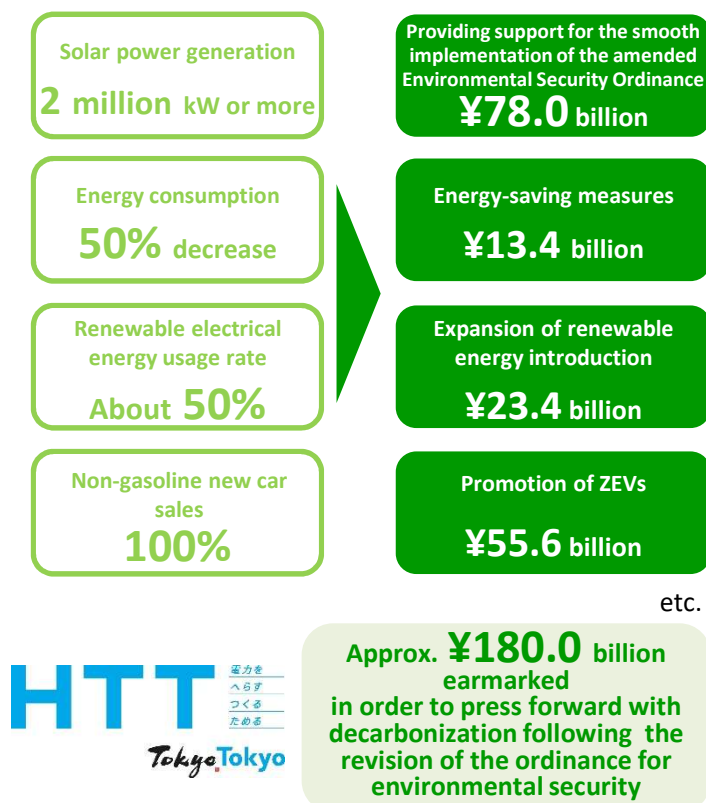 Solar power generation
2 million kW or more
Providing support for the smooth
implementation of the amended
Environmental Security Ordinance
¥78.0 billion
Energy consumption
50% decrease
Energy-saving measures
¥13.4 billion
Renewable electrical
energy usage rate
About 50%
Expansion of renewable
energy introduction
¥23.4 billion
Non-gasoline new car
sales
100%
Promotion of ZEVs
¥55.6 billion
etc.
HTT
電力を
へらす
つくる
ためる
Tokyo Tokyo
Approx. ¥180.0 billion
earmarked
in order to press forward with
decarbonization following the
revision of the ordinance for
environmental security